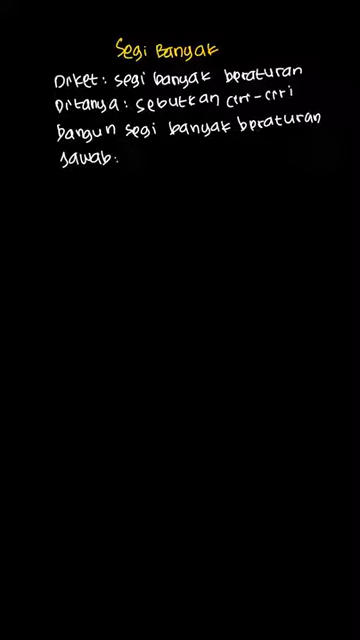 Segi Banyak
Diket : segi banyak beraturan
Ditanya : sebutkan ciri-ciri
bangun segi banyak beraturan
Jawab :